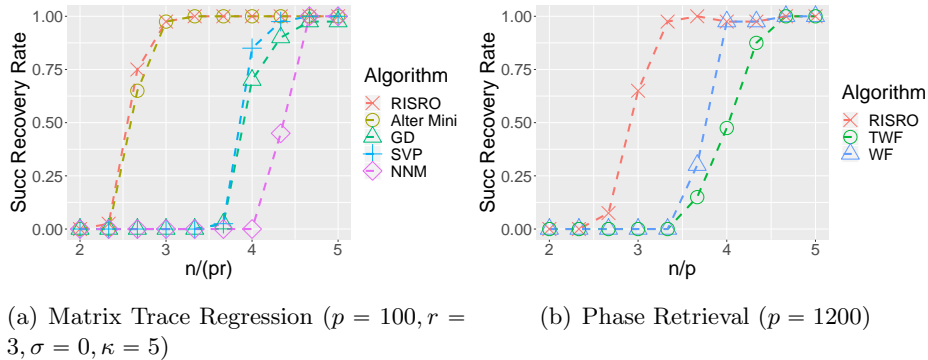 Succ Recovery Rate
1.00
0.75
0.50
0.25
0.00
2
3
4
5
n/(pr)
Algorithm
RISRO
Alter Mini
GD
SVP
NNM
Succ Recovery Rate
1.00
0.75
0.50
0.25
0.00
2
3
4
5
n/p
Algorithm
RISRO
TWF
WF
(a) Matrix Trace Regression (p = 100, r =
3, σ = 0, κ = 5)
(b) Phase Retrieval (p = 1200)